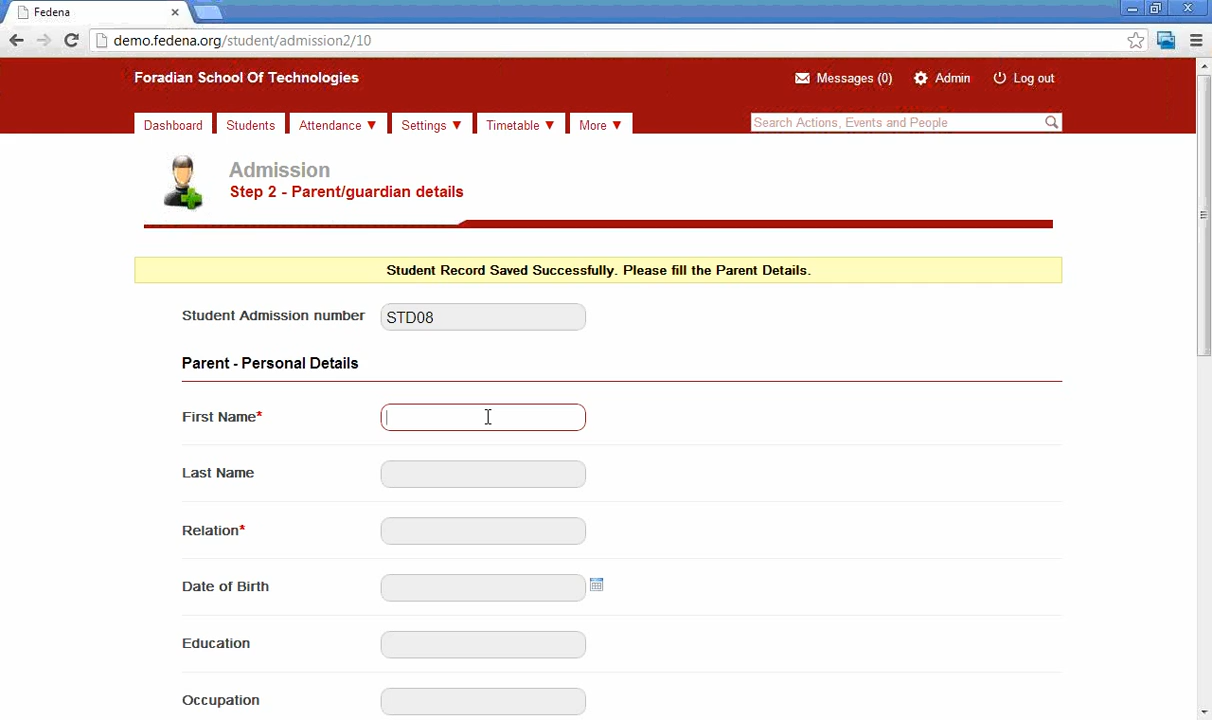 Fedena
demo.fedena.org/student/admission2/10
Foradian School Of Technologies
Messages (0) Admin Log out
Dashboard Students Attendance ▼ Settings ▼ Timetable ▼ More ▼ Search Actions, Events and People
Admission
Step 2 - Parent/guardian details
Student Record Saved Successfully. Please fill the Parent Details.
Student Admission number STD08
Parent - Personal Details
First Name*
Last Name
Relation*
Date of Birth
Education
Occupation